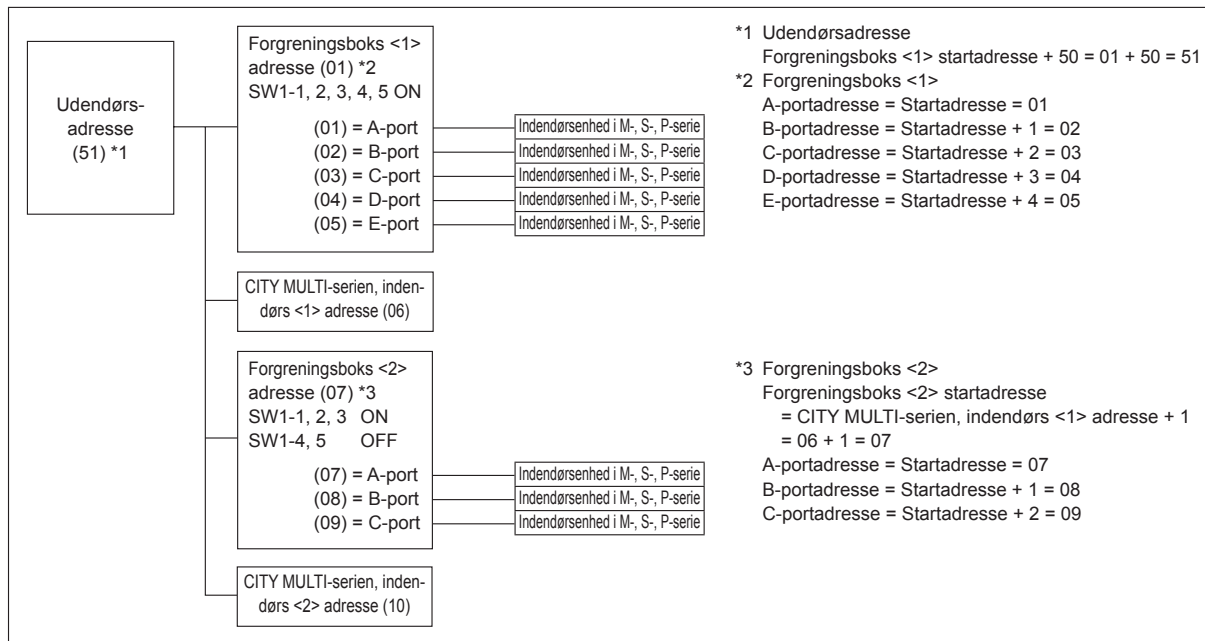 Udendørs-
adresse
(51) *1
Forgreningsboks <1>
adresse (01) *2
SW1-1, 2, 3, 4, 5 ON
(01) = A-port
(02) = B-port
(03) = C-port
(04) = D-port
(05) = E-port
Indendørsenhed i M-, S-, P-serie
Indendørsenhed i M-, S-, P-serie
Indendørsenhed i M-, S-, P-serie
Indendørsenhed i M-, S-, P-serie
Indendørsenhed i M-, S-, P-serie
CITY MULTI-serien, inden-
dørs <1> adresse (06)
Forgreningsboks <2>
adresse (07) *3
SW1-1, 2, 3 ON
SW1-4, 5 OFF
(07) = A-port
(08) = B-port
(09) = C-port
Indendørsenhed i M-, S-, P-serie
Indendørsenhed i M-, S-, P-serie
Indendørsenhed i M-, S-, P-serie
CITY MULTI-serien, inden-
dørs <2> adresse (10)
*1 Udendørsadresse
Forgreningsboks <1> startadresse + 50 = 01 + 50 = 51
*2 Forgreningsboks <1>
A-portadresse = Startadresse = 01
B-portadresse = Startadresse + 1 = 02
C-portadresse = Startadresse + 2 = 03
D-portadresse = Startadresse + 3 = 04
E-portadresse = Startadresse + 4 = 05
*3 Forgreningsboks <2>
Forgreningsboks <2> startadresse
= CITY MULTI-serien, indendørs <1> adresse + 1
= 06 + 1 = 07
A-portadresse = Startadresse = 07
B-portadresse = Startadresse + 1 = 08
C-portadresse = Startadresse + 2 = 09